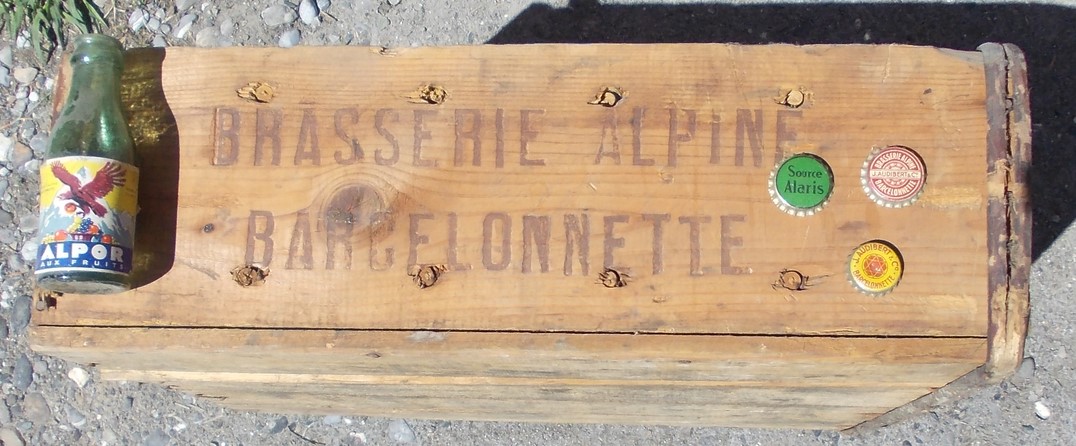 BRASSERIE ALPINE
BARCELONNETTE
ALPOR
AUX FRUITS
Source
Alaris
BRASSERIE ALPINE
J. AUDIBERT & Cie
BARCELONNETTE
J. AUDIBERT & Cie
BARCELONNETTE